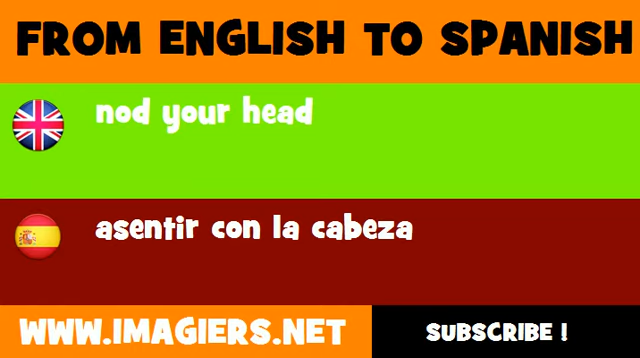 FROM ENGLISH TO SPANISH
nod your head
asentir con la cabeza
WWW.IMAGIERS.NET
SUBSCRIBE !